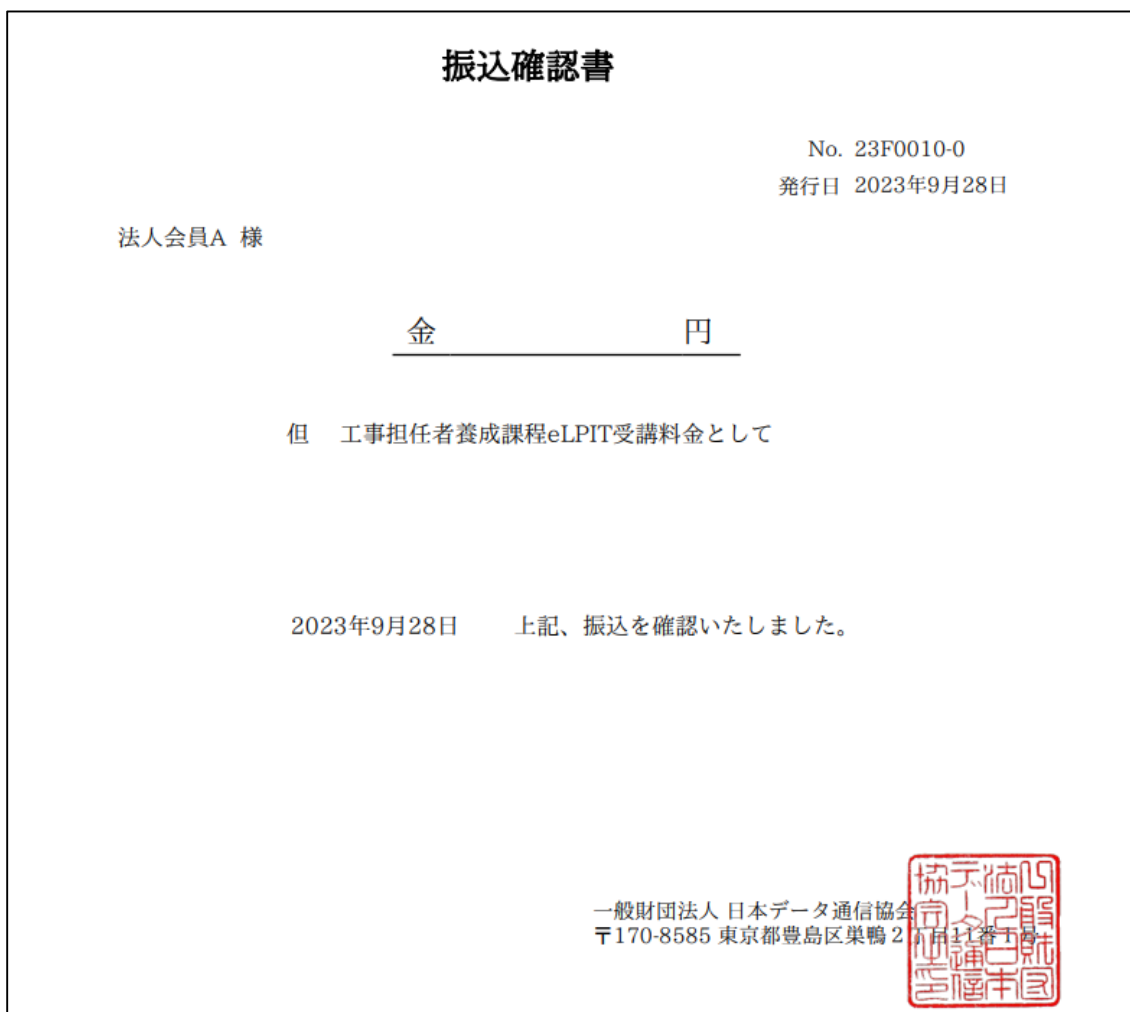 振込確認書
No. 23F0010-0
発行日 2023年9月28日
法人会員A 様
金 円
但 工事担任者養成課程eLPIT受講料金として
2023年9月28日 上記、振込を確認いたしました。
一般財団法人 日本データ通信協会
〒170-8585 東京都豊島区巣鴨2丁目11番1号